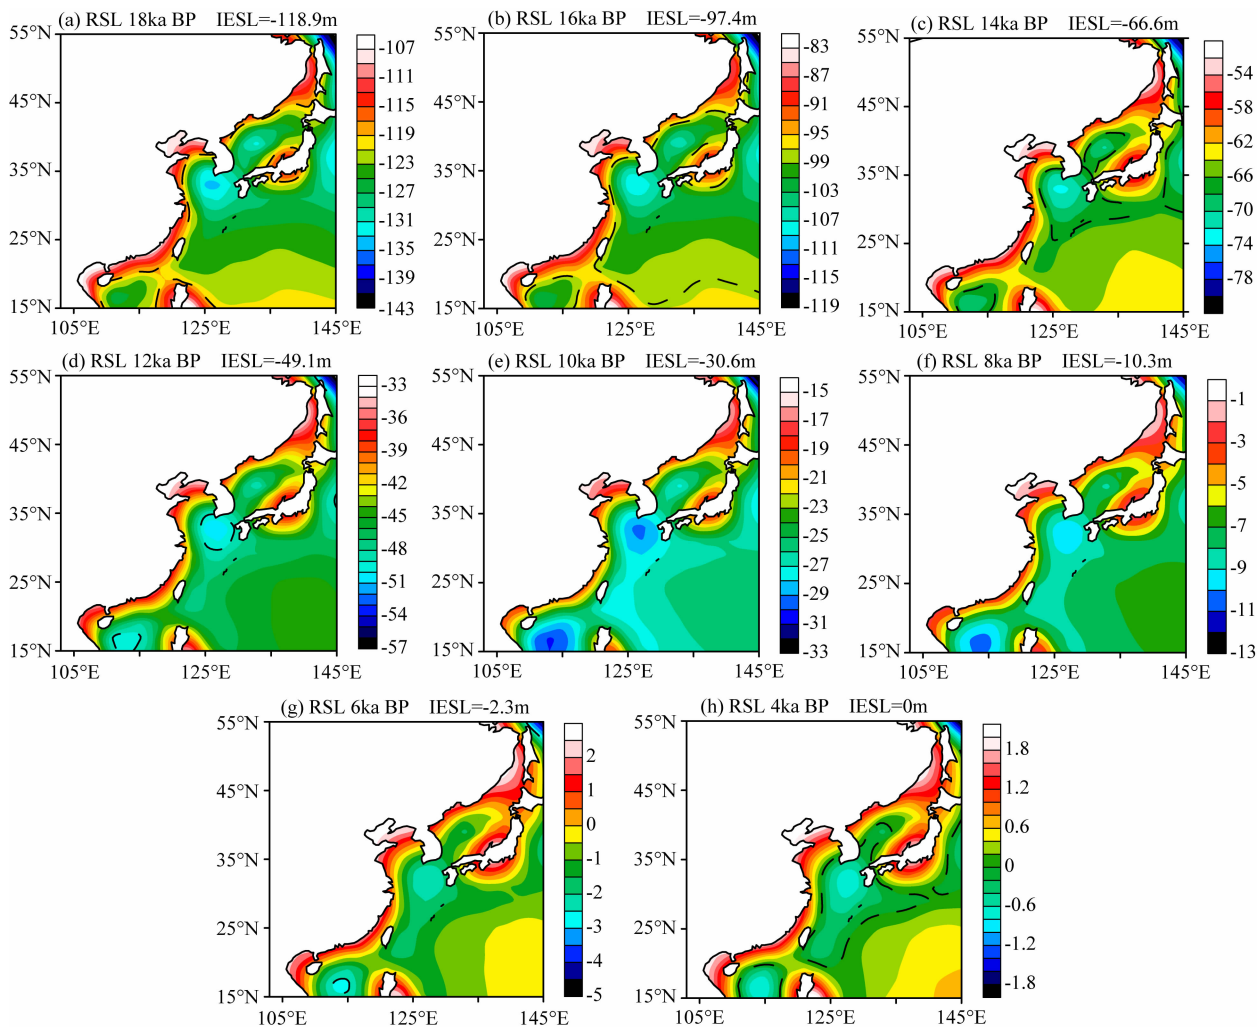 (a) RSL 18ka BP IESL=-118.9m
55°N
45°N
35°N
25°N
15°N
105°E 125°E 145°E
-107
-111
-115
-119
-123
-127
-131
-135
-139
-143
(b) RSL 16ka BP IESL=-97.4m
55°N
45°N
35°N
25°N
15°N
105°E 125°E 145°E
-83
-87
-91
-95
-99
-103
-107
-111
-115
-119
(c) RSL 14ka BP IESL=-66.6m
55°N
45°N
35°N
25°N
15°N
105°E 125°E 145°E
-54
-58
-62
-66
-70
-74
-78
(d) RSL 12ka BP IESL=-49.1m
55°N
45°N
35°N
25°N
15°N
105°E 125°E 145°E
-33
-36
-39
-42
-45
-48
-51
-54
-57
(e) RSL 10ka BP IESL=-30.6m
55°N
45°N
35°N
25°N
15°N
105°E 125°E 145°E
-15
-17
-19
-21
-23
-25
-27
-29
-31
-33
(f) RSL 8ka BP IESL=-10.3m
55°N
45°N
35°N
25°N
15°N
105°E 125°E 145°E
-1
-3
-5
-7
-9
-11
-13
(g) RSL 6ka BP IESL=-2.3m
55°N
45°N
35°N
25°N
15°N
105°E 125°E 145°E
2
1
0
-1
-2
-3
-4
-5
(h) RSL 4ka BP IESL=0m
55°N
45°N
35°N
25°N
15°N
105°E 125°E 145°E
1.8
1.2
0.6
0
-0.6
-1.2
-1.8